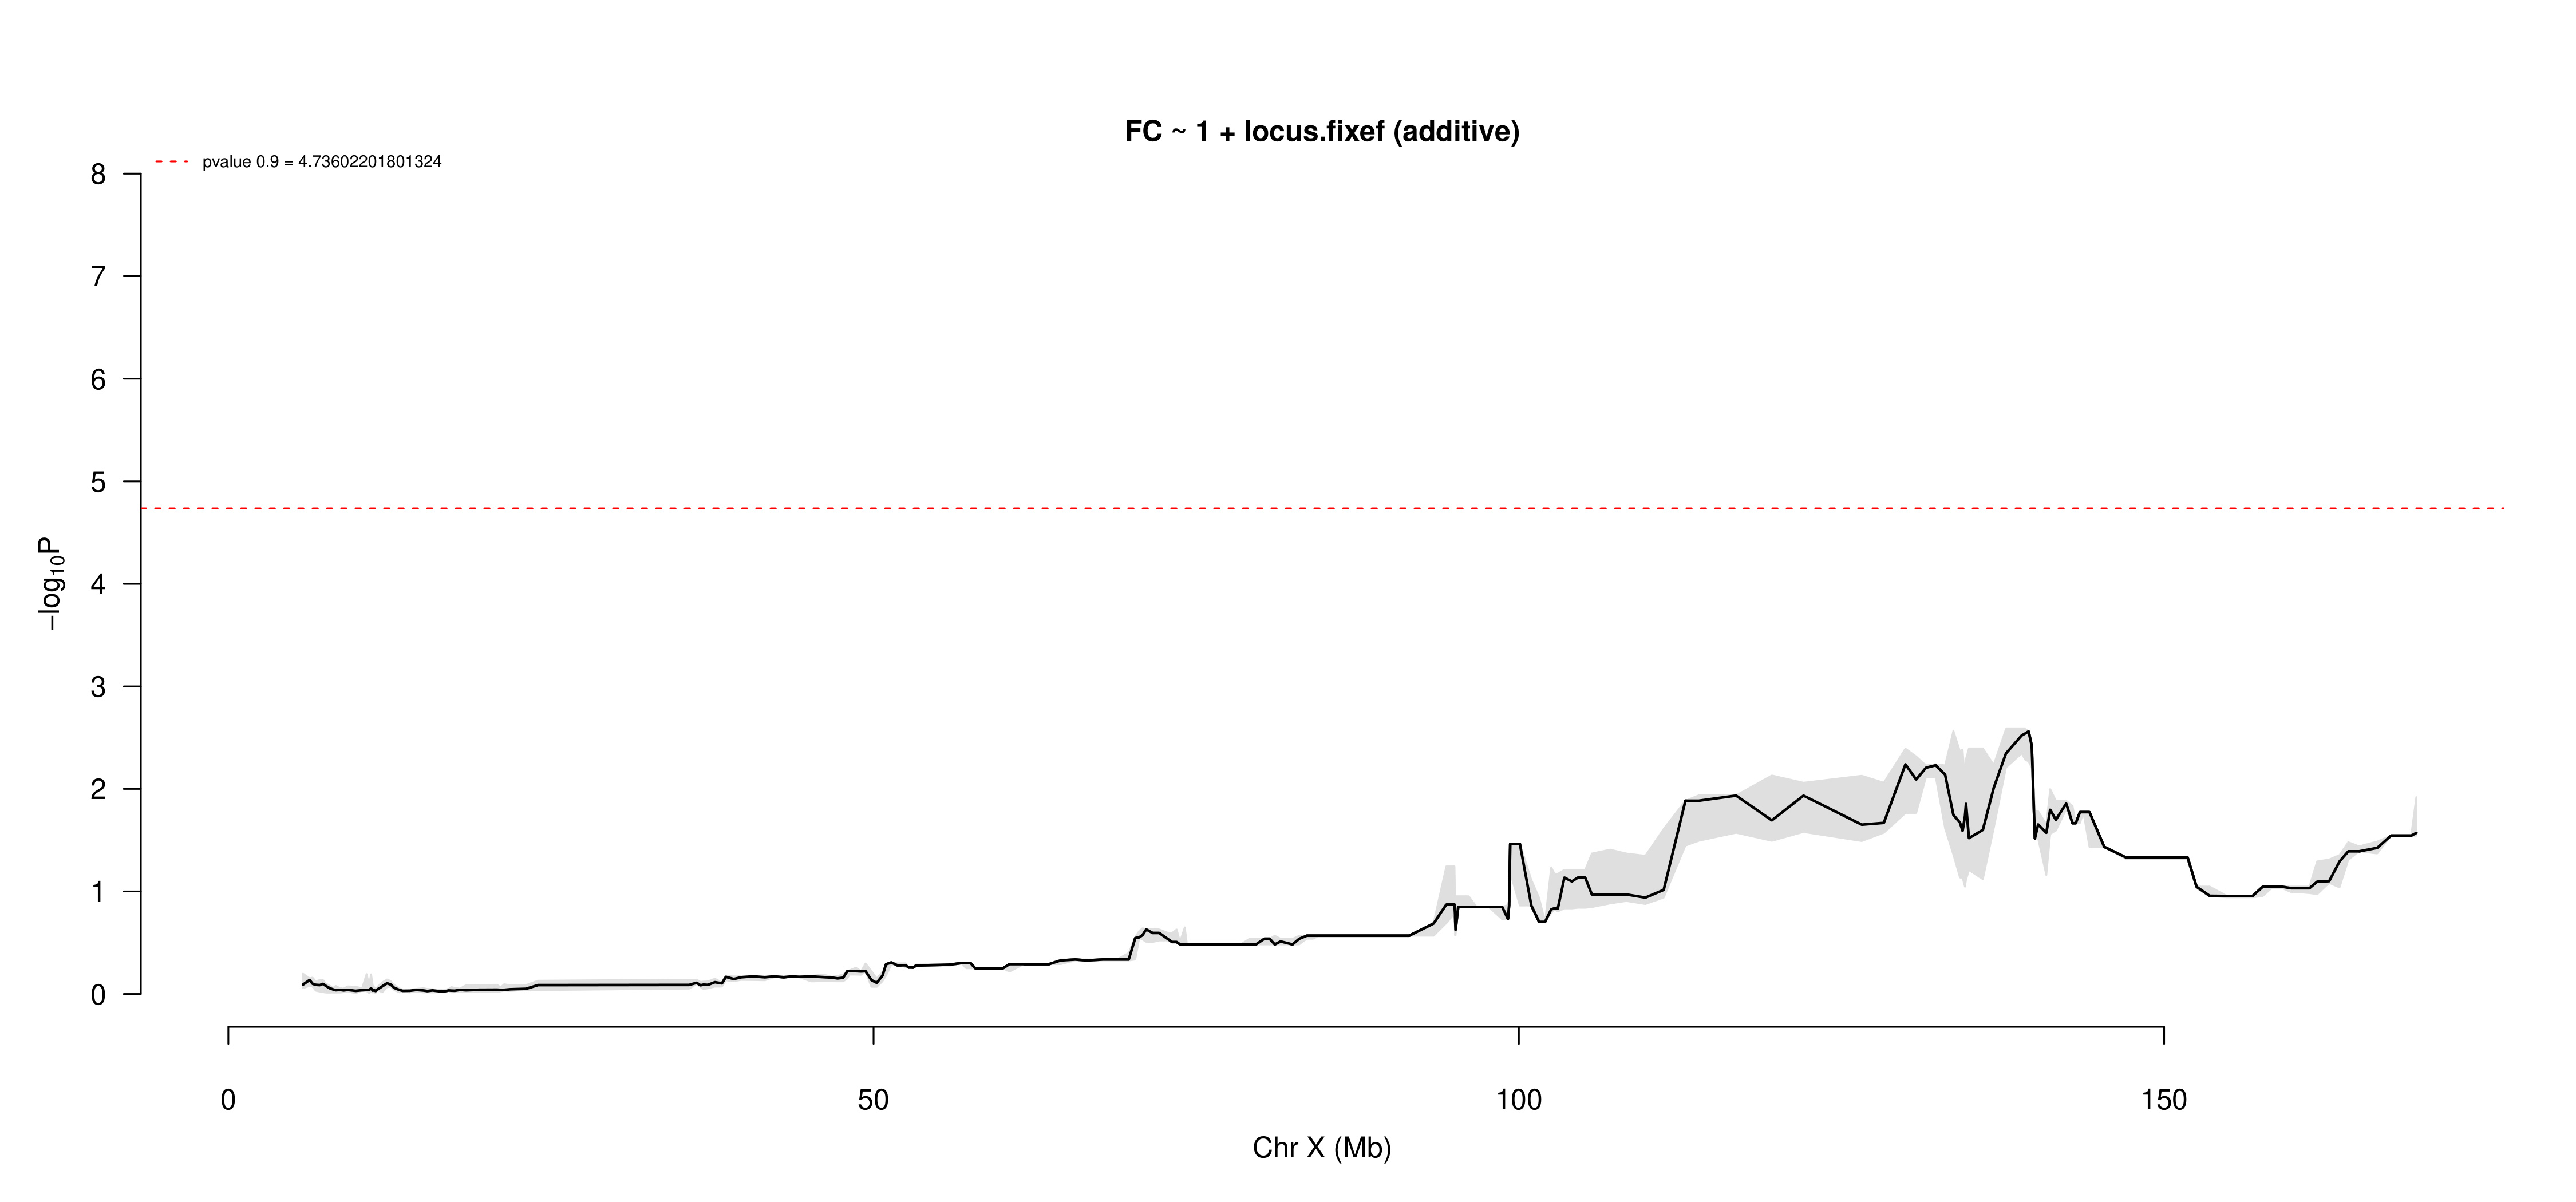 FC ~ 1 + locus.fixef (additive)
pvalue 0.9 = 4.73602201801324
8
7
6
5
4
3
2
1
0
−log10P
0 50 100 150
Chr X (Mb)